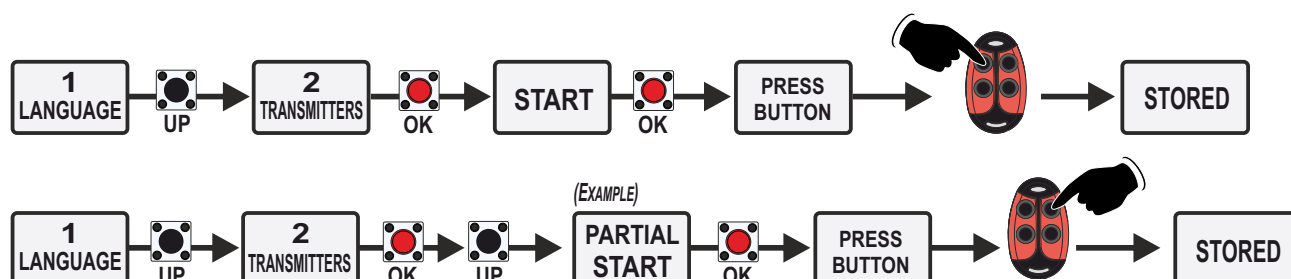 1
LANGUAGE
UP
2
TRANSMITTERS
OK
START
OK
PRESS
BUTTON
STORED
(EXAMPLE)
1
LANGUAGE
UP
2
TRANSMITTERS
OK
UP
PARTIAL
START
OK
PRESS
BUTTON
STORED